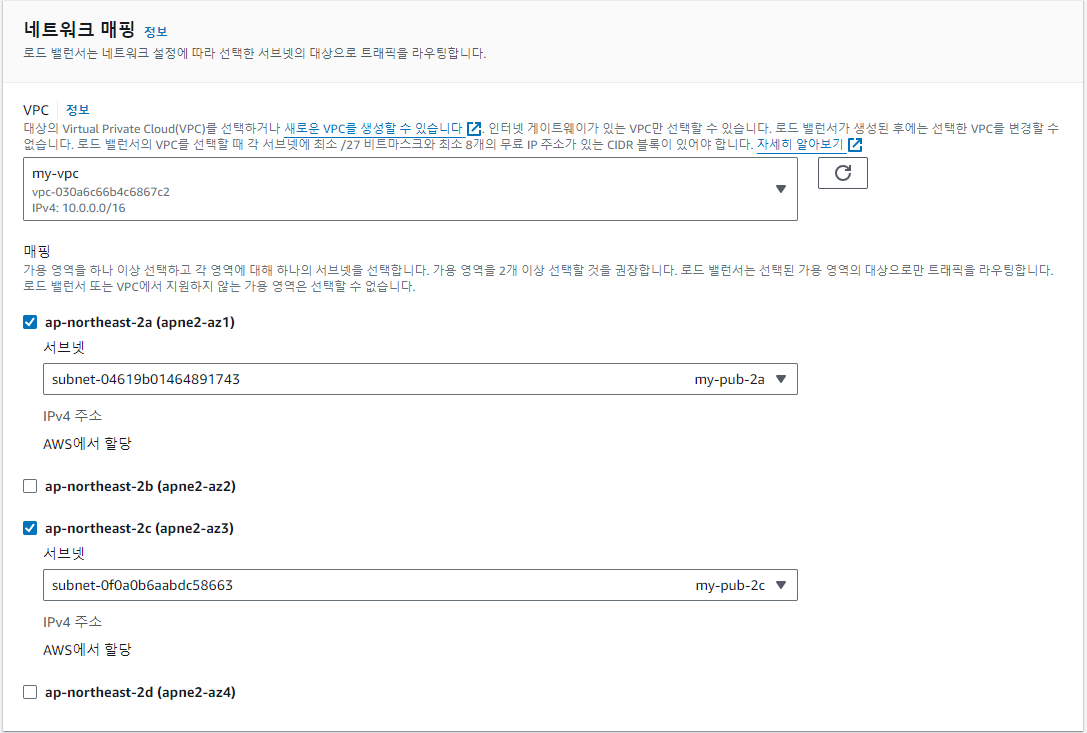 네트워크 매핑 정보
로드 밸런서는 네트워크 설정에 따라 선택한 서브넷의 대상으로 트래픽을 라우팅합니다.
VPC 정보
대상의 Virtual Private Cloud(VPC)를 선택하거나 새로운 VPC를 생성할 수 있습니다. 인터넷 게이트웨이가 있는 VPC만 선택할 수 있습니다. 로드 밸런서가 생성된 후에는 선택한 VPC를 변경할 수
없습니다. 로드 밸런서의 VPC를 선택할 때 각 서브넷에 최소 /27 비트마스크와 최소 8개의 무료 IP 주소가 있는 CIDR 블록이 있어야 합니다. 자세히 알아보기
my-vpc
vpc-030a6c66b4c6867c2
IPv4: 10.0.0.0/16
매핑
가용 영역을 하나 이상 선택하고 각 영역에 대해 하나의 서브넷을 선택합니다. 가용 영역을 2개 이상 선택할 것을 권장합니다. 로드 밸런서는 선택된 가용 영역의 대상으로만 트래픽을 라우팅합니다.
로드 밸런서 또는 VPC에서 지원하지 않는 가용 영역은 선택할 수 없습니다.
ap-northeast-2a (apne2-az1)
서브넷
subnet-04619b01464891743 my-pub-2a
IPv4 주소
AWS에서 할당
ap-northeast-2b (apne2-az2)
ap-northeast-2c (apne2-az3)
서브넷
subnet-0f0a0b6aabdc58663 my-pub-2c
IPv4 주소
AWS에서 할당
ap-northeast-2d (apne2-az4)